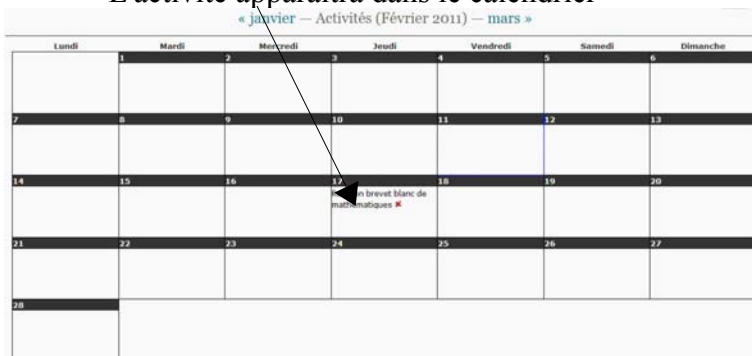 L'activité apparaîtra dans le calendrier
« janvier — Activités (Février 2011) — mars »
Lundi Mardi Mercredi Jeudi Vendredi Samedi Dimanche
1 2 3 4 5 6
7 8 9 10 11 12 13
14 15 16 17 18 19 20
brevet blanc de
mathématiques ×
21 22 23 24 25 26 27
28